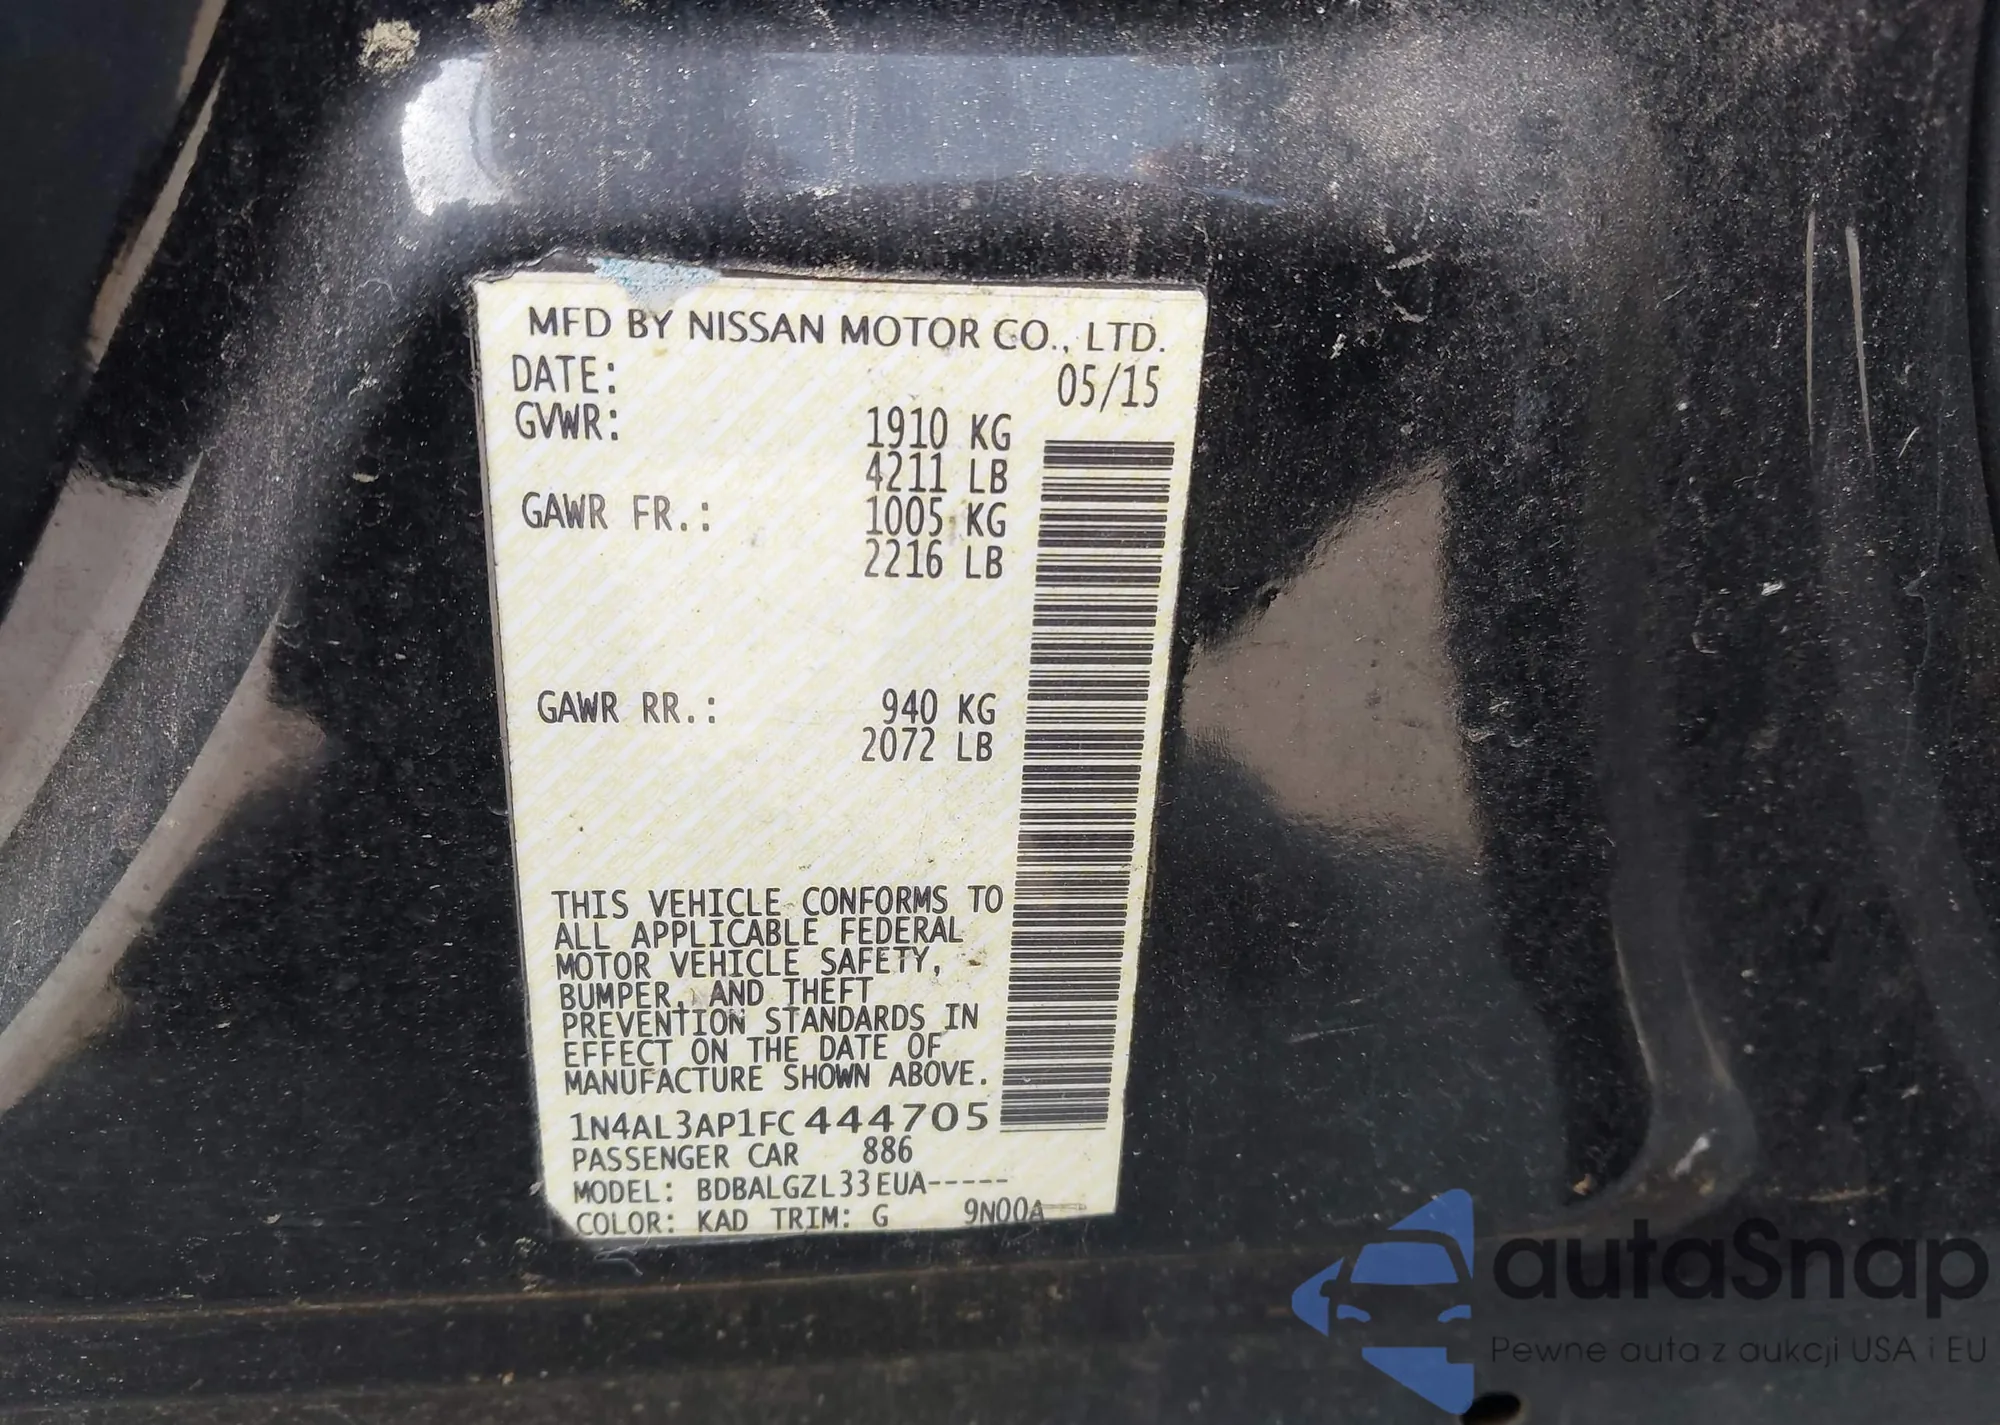 MFD BY NISSAN MOTOR CO., LTD.
DATE: 05/15
GVWR: 1910 KG
4211 LB
GAWR FR.: 1005 KG
2216 LB
GAWR RR.: 940 KG
2072 LB
THIS VEHICLE CONFORMS TO
ALL APPLICABLE FEDERAL
MOTOR VEHICLE SAFETY,
BUMPER, AND THEFT
PREVENTION STANDARDS IN
EFFECT ON THE DATE OF
MANUFACTURE SHOWN ABOVE.
1N4AL3AP1FC444705
PASSENGER CAR 886
MODEL: BDBALGZL33EUA-----
COLOR: KAD TRIM: G 9N00A
autaSnap
Pewne auta z aukcji USA i EU